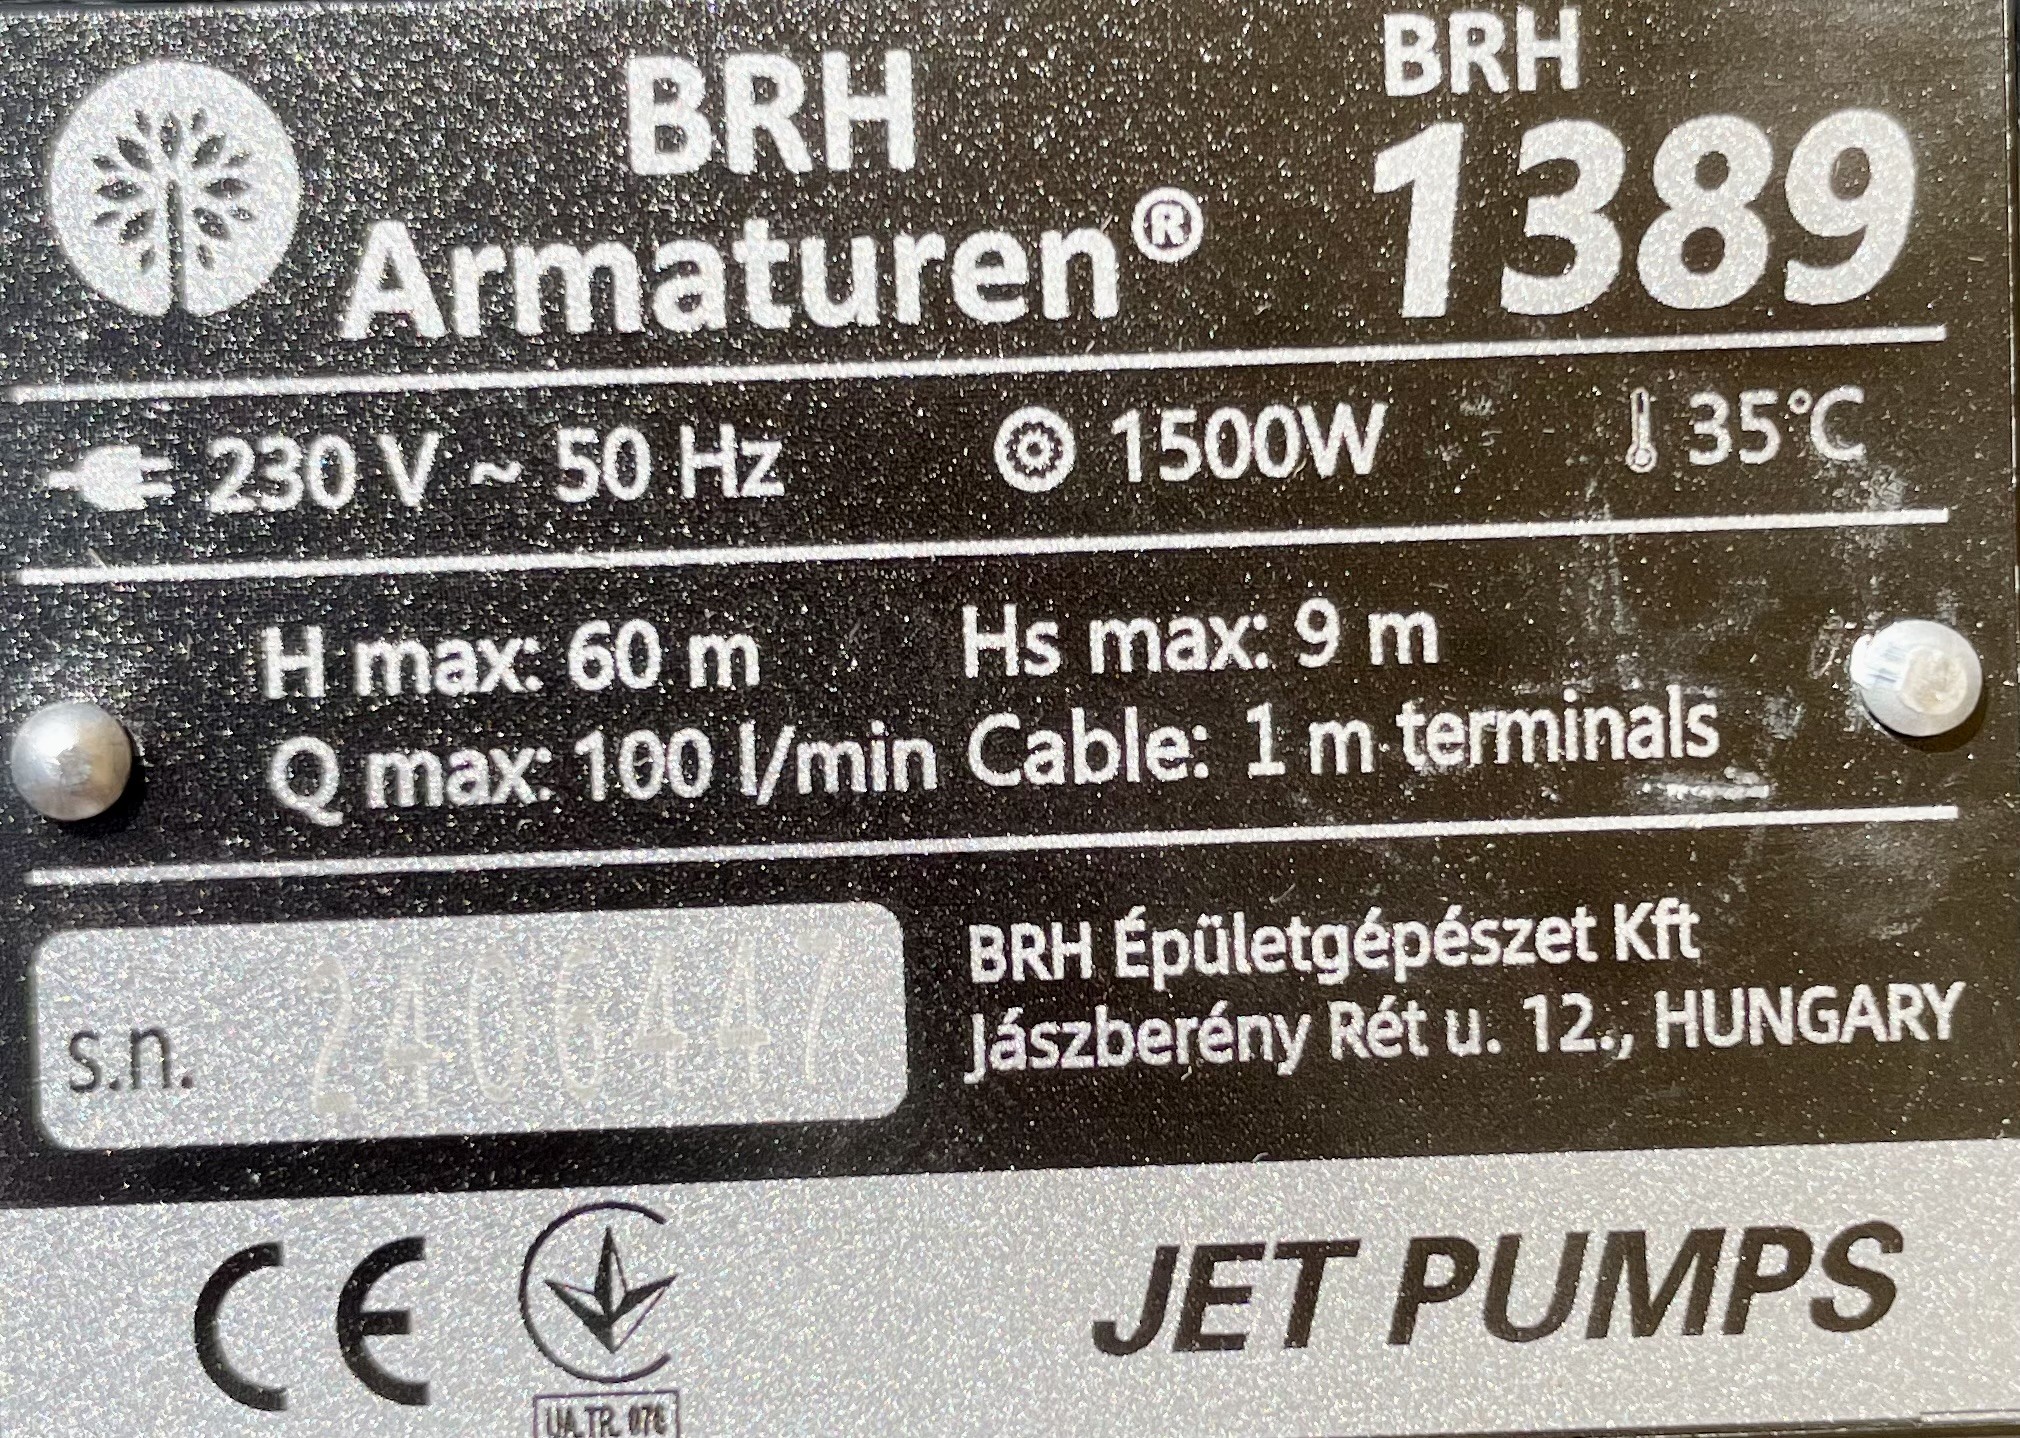 BRH
Armaturen®
BRH
1389
230 V ~ 50 Hz
1500W
35°C
H max: 60 m
Hs max: 9 m
Q max: 100 l/min
Cable: 1 m terminals
s.n. 2406447
BRH Épületgépészet Kft
Jászberény Rét u. 12., HUNGARY
CE
UA.TR.
JET PUMPS